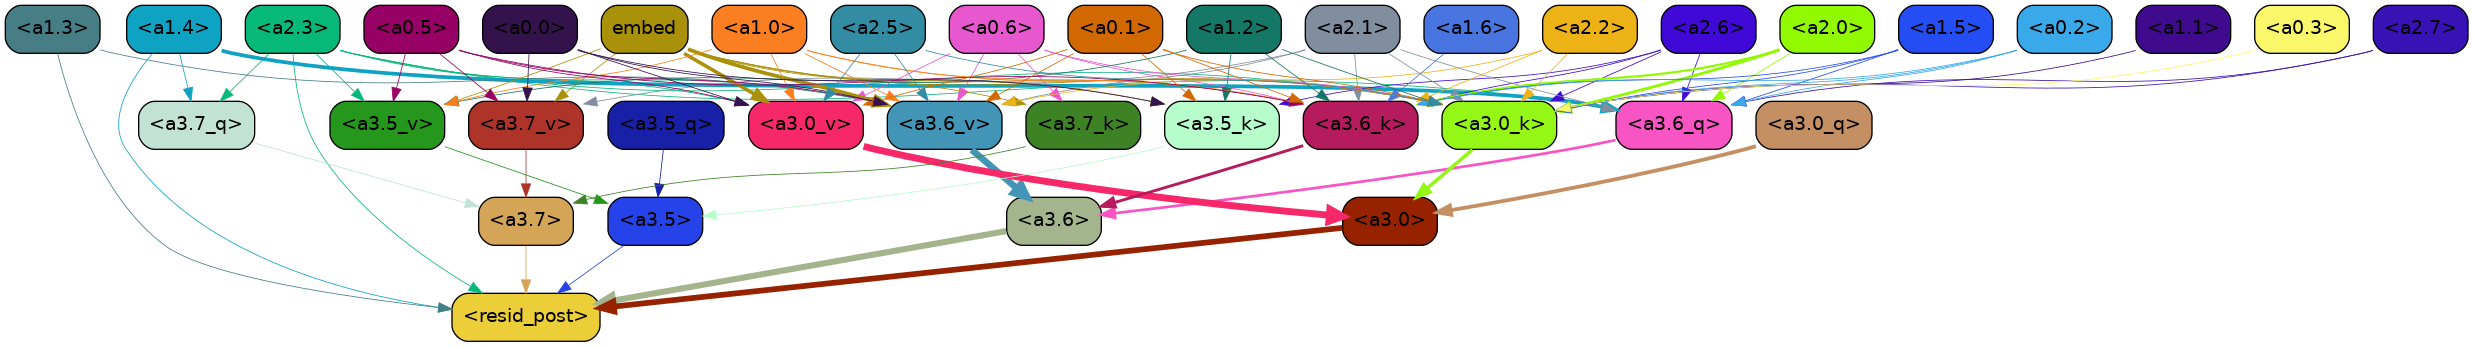 <a1.3> <a1.4> <a2.3> <a0.5> <a0.0> embed <a1.0> <a2.5> <a0.6> <a0.1> <a1.2> <a2.1> <a1.6> <a2.2> <a2.6> <a2.0> <a1.5> <a0.2> <a1.1> <a0.3> <a2.7>
<a3.7_q> <a3.5_v> <a3.7_v> <a3.5_q> <a3.0_v> <a3.6_v> <a3.7_k> <a3.5_k> <a3.6_k> <a3.0_k> <a3.6_q> <a3.0_q>
<a3.7> <a3.5> <a3.6> <a3.0>
<resid_post>